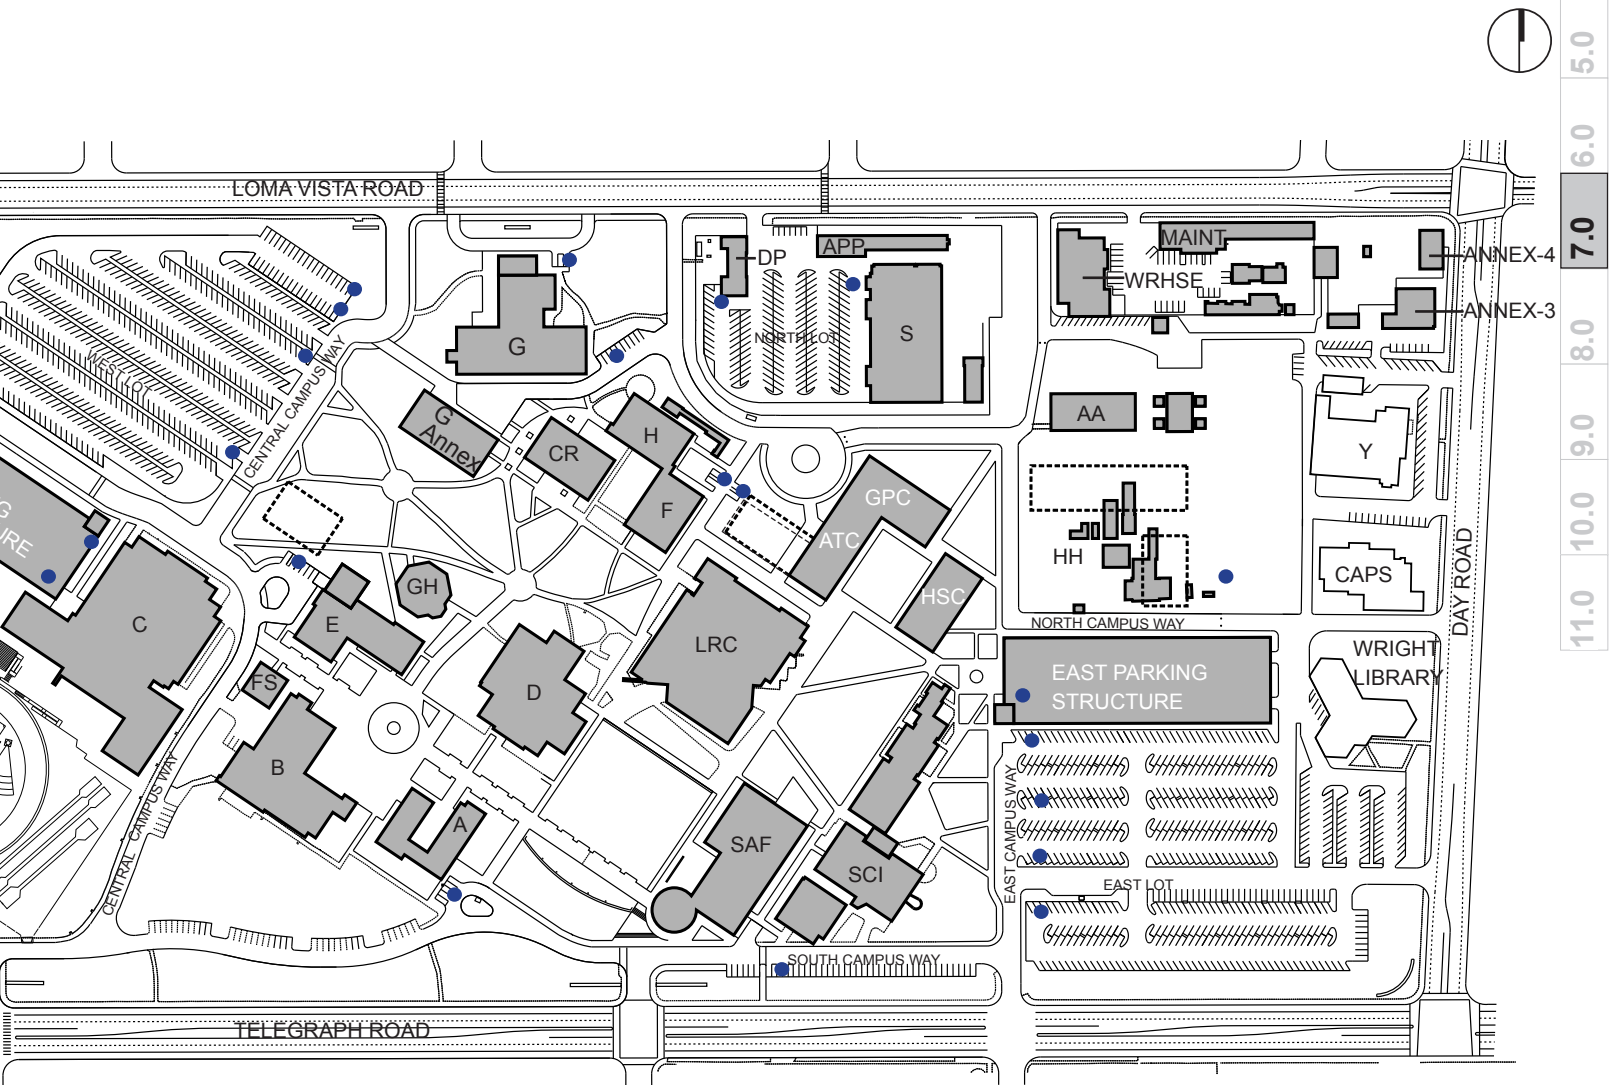 5.0
6.0
7.0
8.0
9.0
10.0
11.0
LOMA VISTA ROAD
DP
APP
MAINT
WRHSE
ANNEX-4
ANNEX-3
G
S
NORTH LOT
WEST LOT
CENTRAL CAMPUS WAY
G
Annex
CR
H
F
AA
Y
GPC
ATC
HSC
HH
CAPS
DAY ROAD
G
URE
C
E
GH
FS
D
LRC
B
A
NORTH CAMPUS WAY
EAST PARKING
STRUCTURE
WRIGHT
LIBRARY
CENTRAL CAMPUS WAY
EAST CAMPUS WAY
SAF
SCI
EAST LOT
SOUTH CAMPUS WAY
TELEGRAPH ROAD